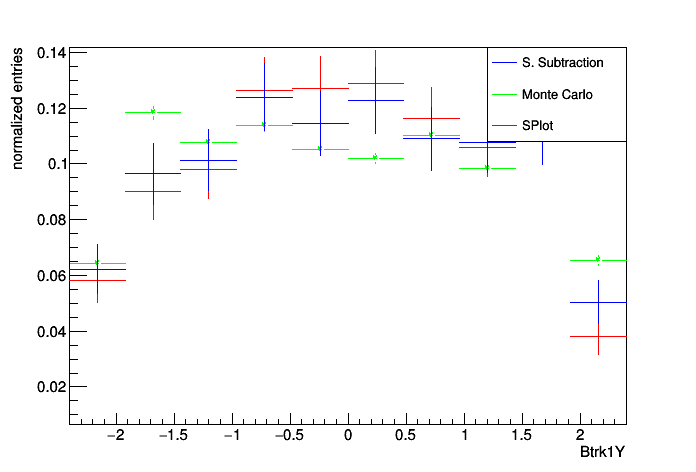 normalized entries
0.14
0.12
0.1
0.08
0.06
0.04
0.02
S. Subtraction
Monte Carlo
SPlot
−2 −1.5 −1 −0.5 0 0.5 1 1.5 2
Btrk1Y